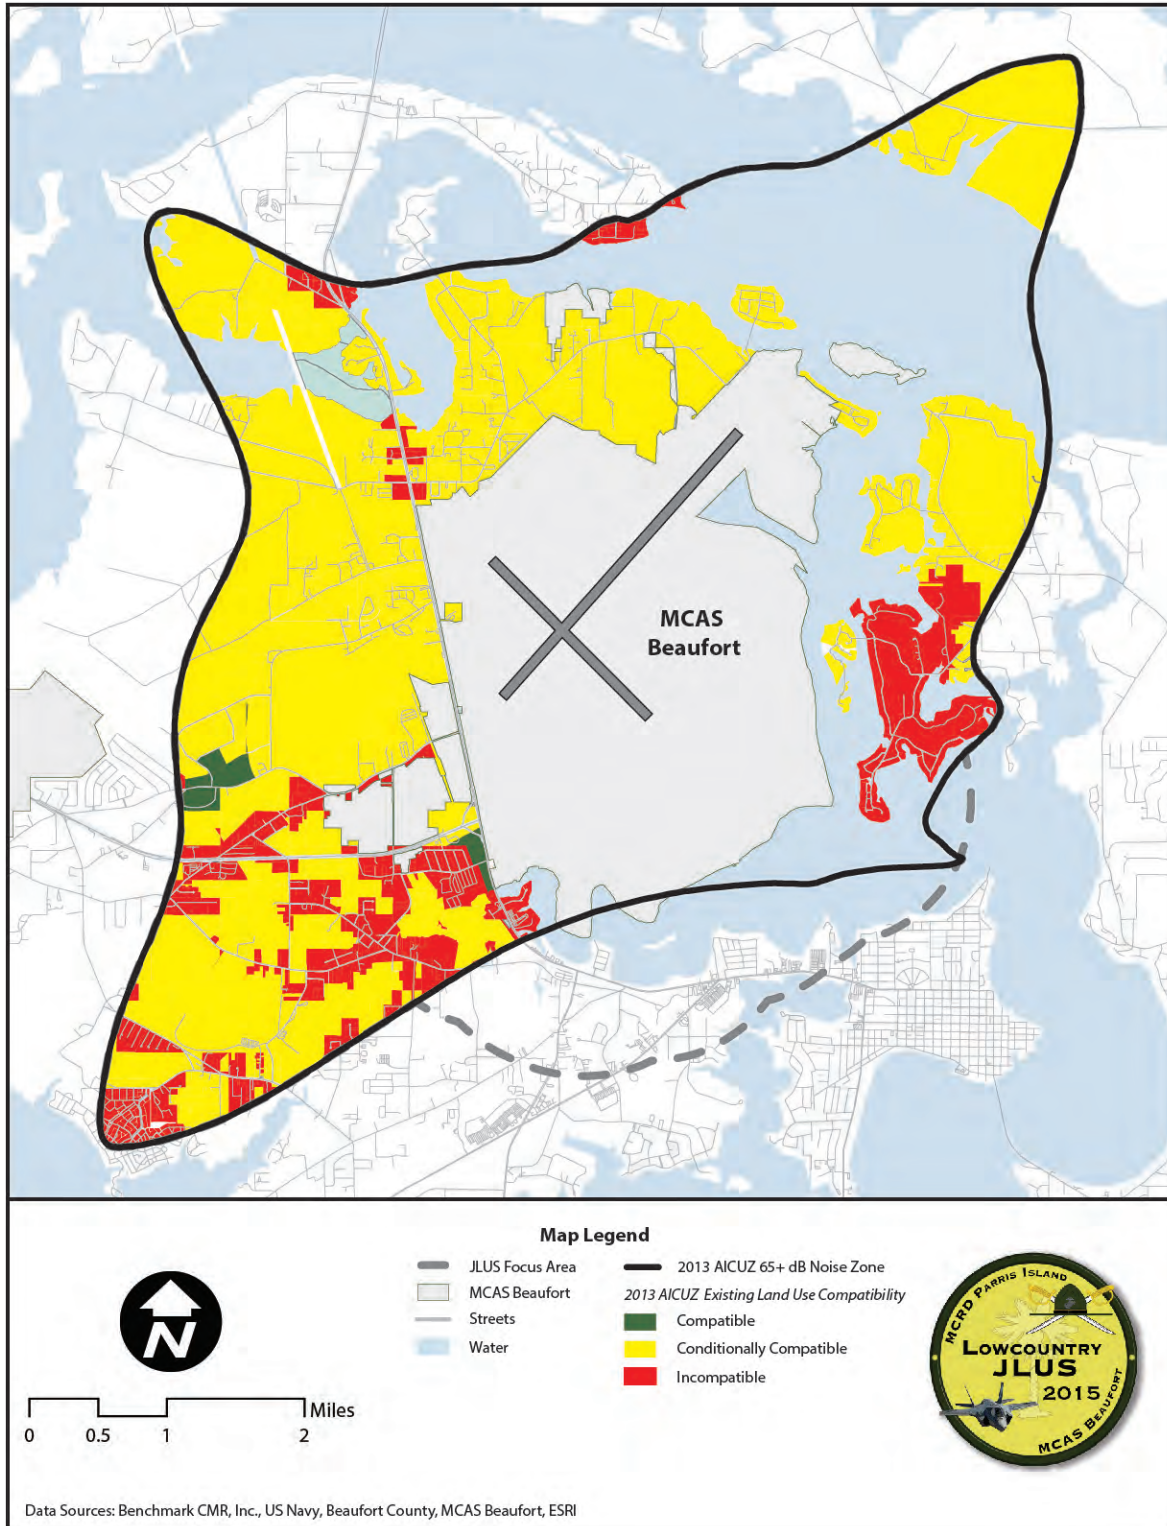 MCAS
Beaufort
Map Legend
JLUS Focus Area
MCAS Beaufort
Streets
Water
2013 AICUZ 65+ dB Noise Zone
2013 AICUZ Existing Land Use Compatibility
Compatible
Conditionally Compatible
Incompatible
N
Miles
0 0.5 1 2
MCRD PARRIS ISLAND
LOWCOUNTRY
JLUS
2015
MCAS BEAUFORT
Data Sources: Benchmark CMR, Inc., US Navy, Beaufort County, MCAS Beaufort, ESRI